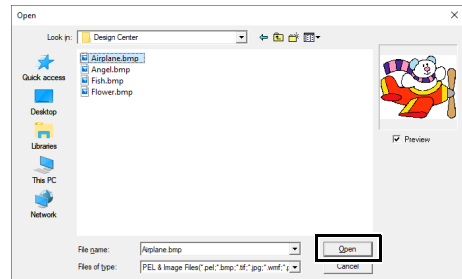 Open
Look in: Design Center
Airplane.bmp
Angel.bmp
Fish.bmp
Flower.bmp
Quick access
Desktop
Libraries
This PC
Network
Preview
File name: Airplane.bmp Open
Files of type: PEL & Image Files(*.pel;*.bmp;*.tif;*.jpg;*.wmf;*.p Cancel